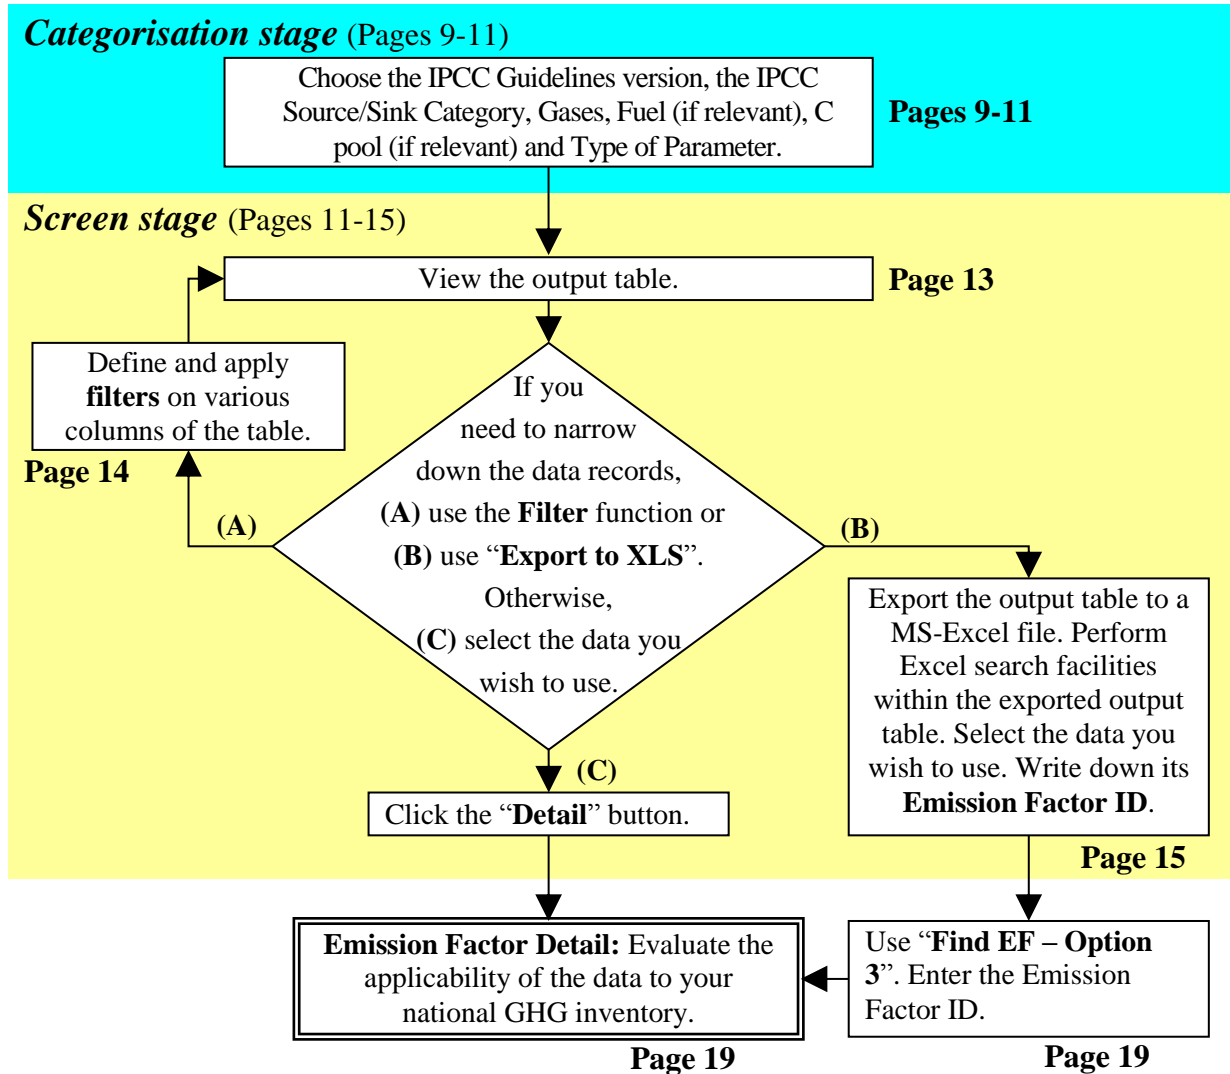 Categorisation stage (Pages 9-11)
Choose the IPCC Guidelines version, the IPCC
Source/Sink Category, Gases, Fuel (if relevant), C
pool (if relevant) and Type of Parameter.
Pages 9-11
Screen stage (Pages 11-15)
View the output table.
Page 13
Define and apply
filters on various
columns of the table.
Page 14
If you
need to narrow
down the data records,
(A) use the Filter function or
(B) use “Export to XLS”.
Otherwise,
(C) select the data you
wish to use.
(A)
(B)
Export the output table to a
MS-Excel file. Perform
Excel search facilities
within the exported output
table. Select the data you
wish to use. Write down its
Emission Factor ID.
Page 15
(C)
Click the “Detail” button.
Emission Factor Detail: Evaluate the
applicability of the data to your
national GHG inventory.
Page 19
Use “Find EF – Option
3”. Enter the Emission
Factor ID.
Page 19